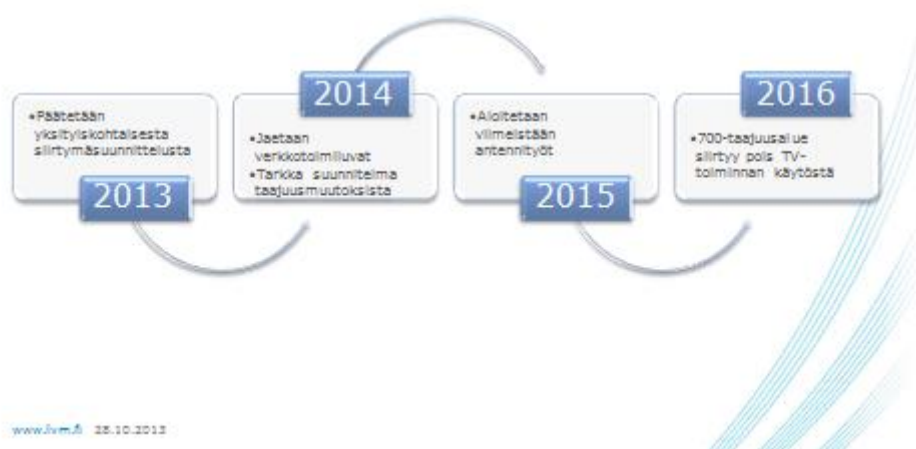 2013
•Päätetään
yksityiskohtaisesta
siirtymäsuunnittelusta
2014
•Jaetaan
verkkotoimiluvat
•Tarkka suunnitelma
taajuusmuutoksista
2015
•Aloitetaan
viimeistään
antennityöt
2016
•700-taajuusalue
siirtyy pois TV-
toiminnan käytöstä
www.lvm.fi 28.10.2013